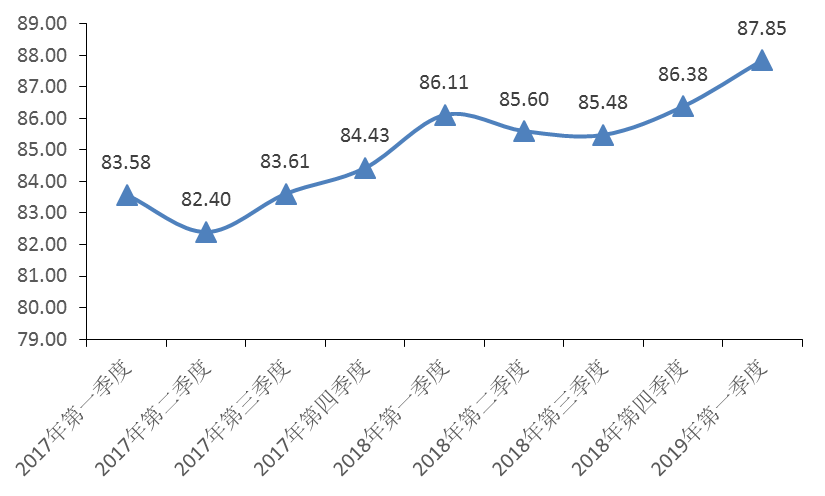 89.00
88.00
87.00
86.00
85.00
84.00
83.00
82.00
81.00
80.00
79.00
83.58
82.40
83.61
84.43
86.11
85.60
85.48
86.38
87.85
2017年第一季度
2017年第二季度
2017年第三季度
2017年第四季度
2018年第一季度
2018年第二季度
2018年第三季度
2018年第四季度
2019年第一季度